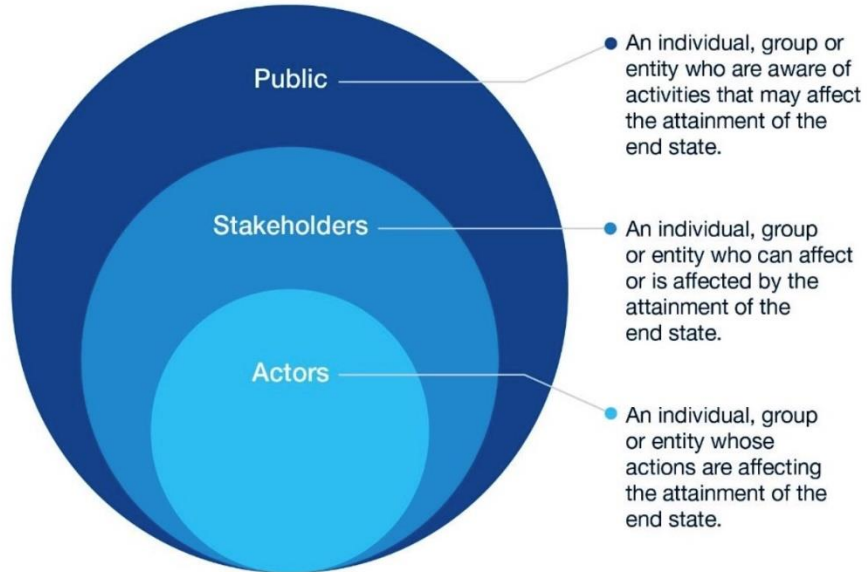 Public
An individual, group or
entity who are aware of
activities that may affect
the attainment of the
end state.
Stakeholders
An individual, group
or entity who can affect
or is affected by the
attainment of the
end state.
Actors
An individual, group
or entity whose
actions are affecting
the attainment of the
end state.